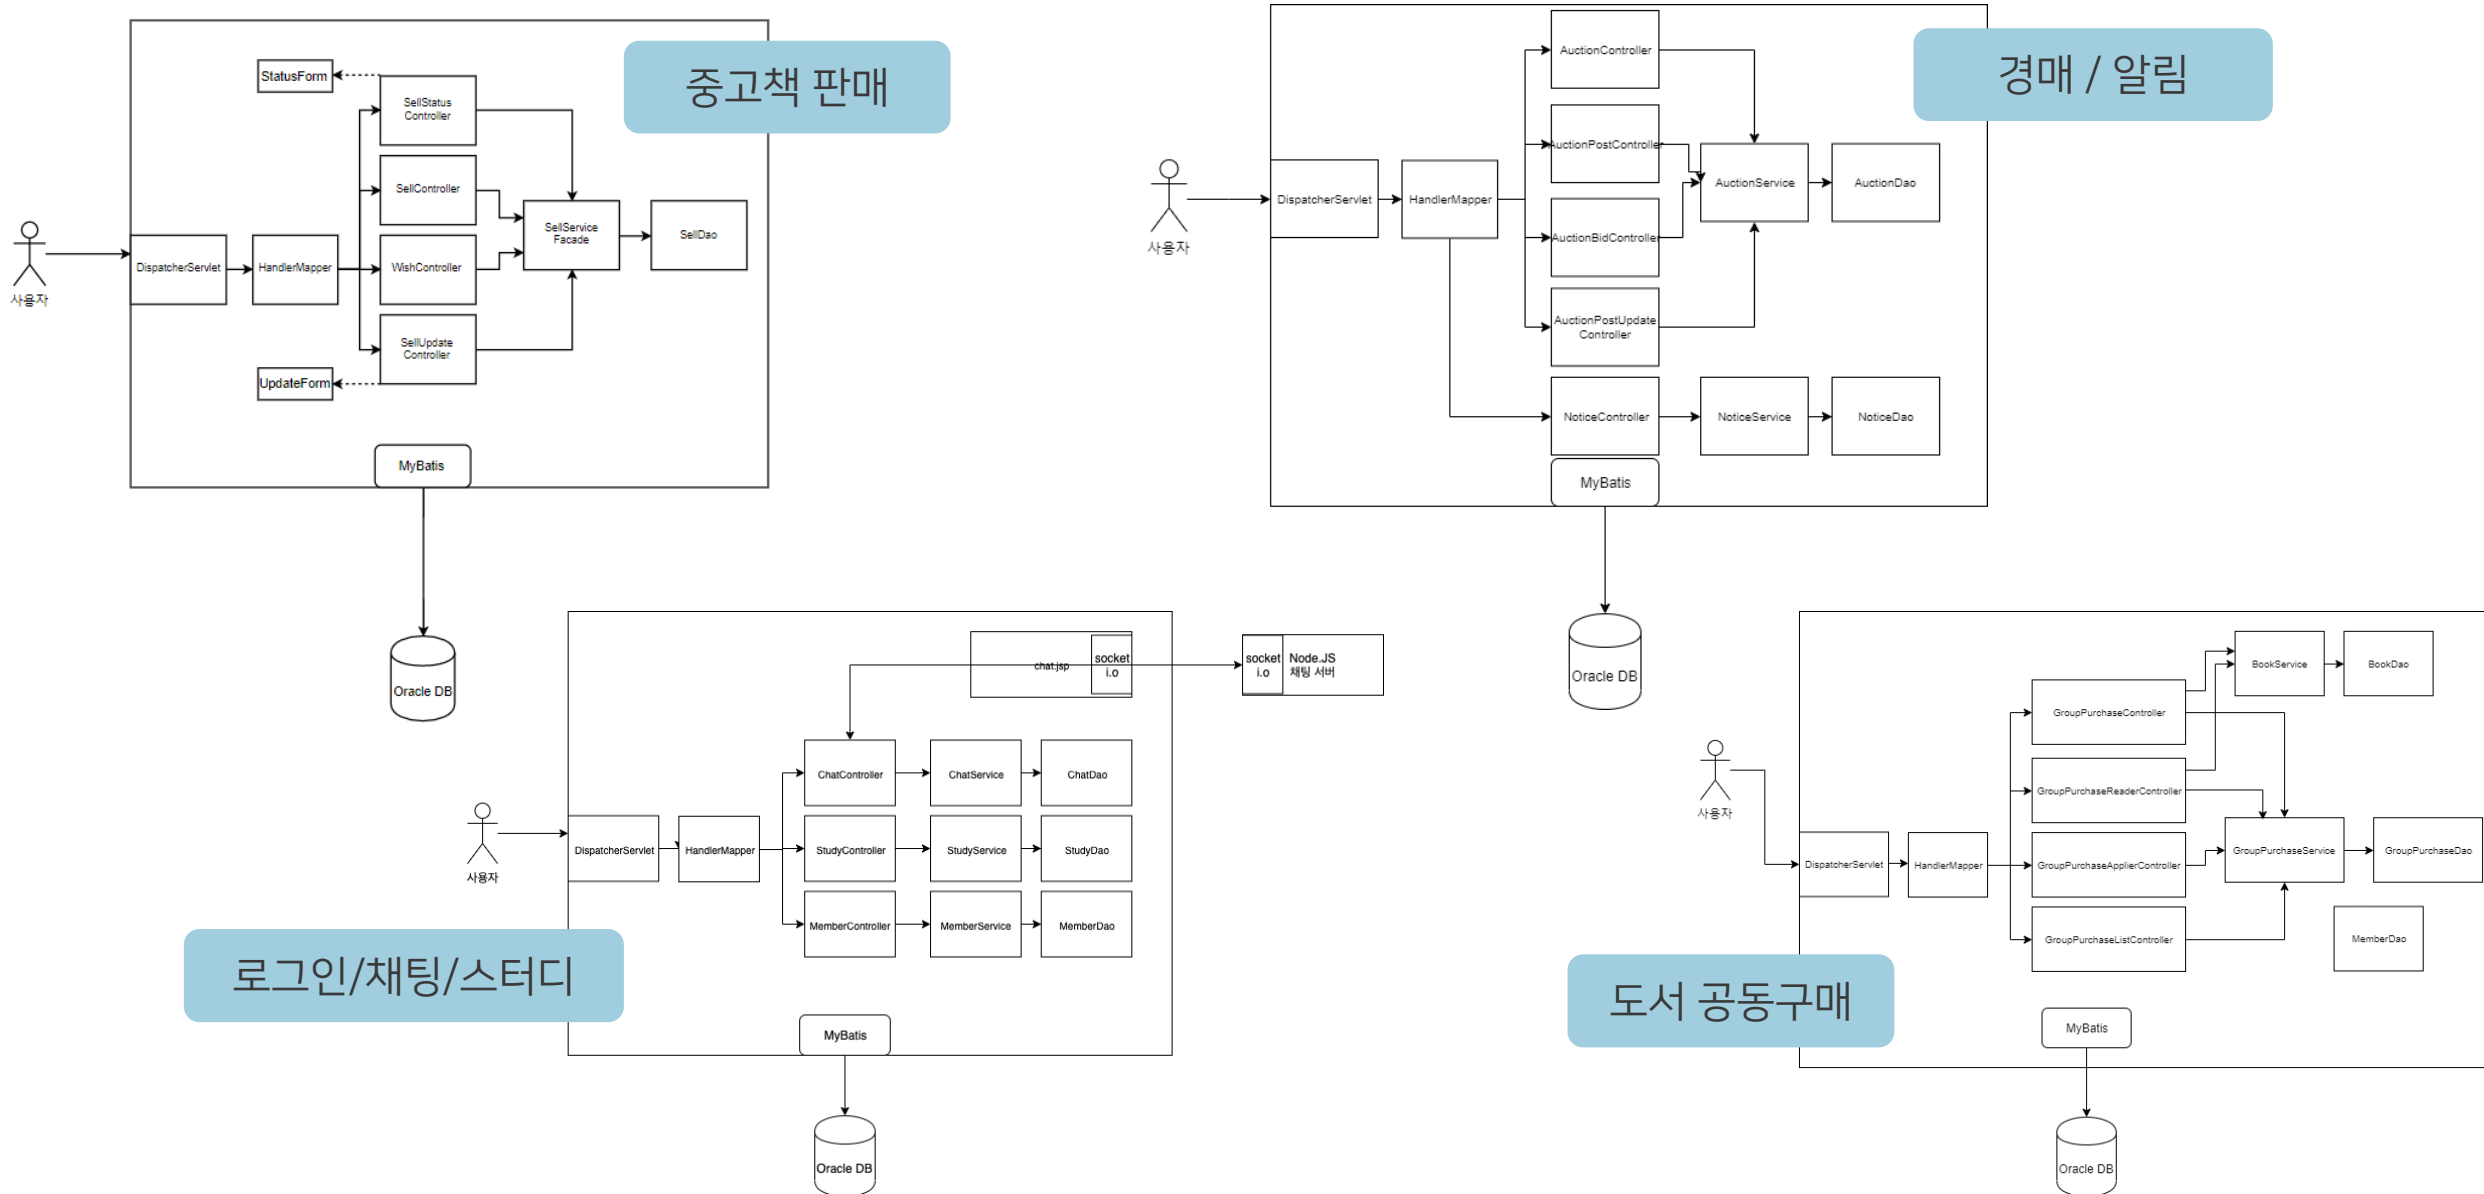 중고책 판매
StatusForm
SellStatus
Controller
SellController
WishController
SellUpdate
Controller
UpdateForm
SellService
Facade
SellDao
사용자
DispatcherServlet
HandlerMapper
MyBatis
Oracle DB
경매 / 알림
AuctionController
AuctionPostController
AuctionBidController
AuctionPostUpdate
Controller
AuctionService
AuctionDao
사용자
DispatcherServlet
HandlerMapper
NoticeController
NoticeService
NoticeDao
MyBatis
Oracle DB
로그인/채팅/스터디
chat.jsp
socket
i.o
socket
i.o
Node.JS
채팅 서버
ChatController
ChatService
ChatDao
사용자
DispatcherServlet
HandlerMapper
StudyController
StudyService
StudyDao
MemberController
MemberService
MemberDao
MyBatis
Oracle DB
도서 공동구매
BookService
BookDao
GroupPurchaseController
GroupPurchaseReaderController
사용자
DispatcherServlet
HandlerMapper
GroupPurchaseApplierController
GroupPurchaseService
GroupPurchaseDao
GroupPurchaseListController
MemberDao
MyBatis
Oracle DB